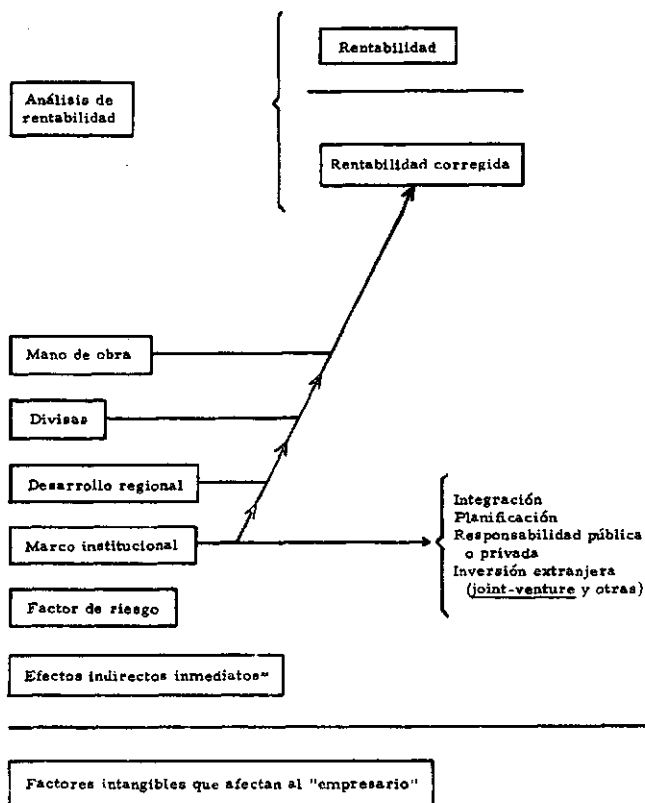 Rentabilidad
Análisis de
rentabilidad
Rentabilidad corregida
Mano de obra
Divisas
Desarrollo regional
Marco institucional
Integración
Planificación
Responsabilidad pública
o privada
Inversión extranjera
(joint-venture y otras)
Factor de riesgo
Efectos indirectos inmediatos*
Factores intangibles que afectan al "empresario"